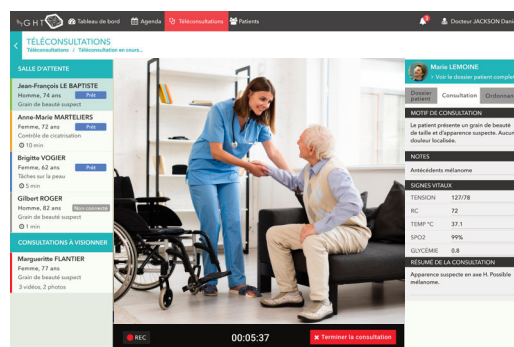 NGHT
Tableau de bord
Agenda
Téléconsultations
Patients
Docteur JACKSON Dani
TÉLÉCONSULTATIONS
Téléconsultations / Téléconsultation en cours...
SALLE D'ATTENTE
Jean-François LE BAPTISTE
Homme, 74 ans
Prêt
Grain de beauté suspect
Anne-Marie MARTELIERS
Femme, 72 ans
Prêt
Contrôle de cicatrisation
10 min
Brigitte VOGIER
Femme, 62 ans
Prêt
Tâches sur la peau
5 min
Gilbert ROGER
Homme, 82 ans
Non connecté
Grain de beauté suspect
1 min
CONSULTATIONS À VISIONNER
Margueritte FLANTIER
Femme, 77 ans
Grain de beauté suspect
3 vidéos, 2 photos
REC
00:05:37
Terminer la consultation
Marie LEMOINE
› Voir le dossier patient complet
Dossier
patient
Consultation
Ordonnan
MOTIF DE CONSULTATION
Le patient présente un grain de beauté
de taille et d'apparence suspecte. Aucun
douleur localisée.
NOTES
Antécédents mélanome
SIGNES VITAUX
TENSION 127/78
RC 72
TEMP °C 37.1
SPO2 99%
GLYCÉMIE 0.8
RÉSUMÉ DE LA CONSULTATION
Apparence suspecte en axe H. Possible
mélanome.